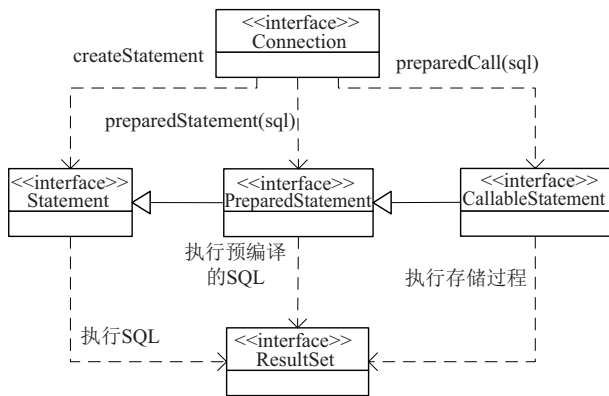 <<interface>>
Connection
createStatement
preparedCall(sql)
preparedStatement(sql)
<<interface>>
Statement
<<interface>>
PreparedStatement
<<interface>>
CallableStatement
执行预编译
的SQL
执行存储过程
执行SQL
<<interface>>
ResultSet